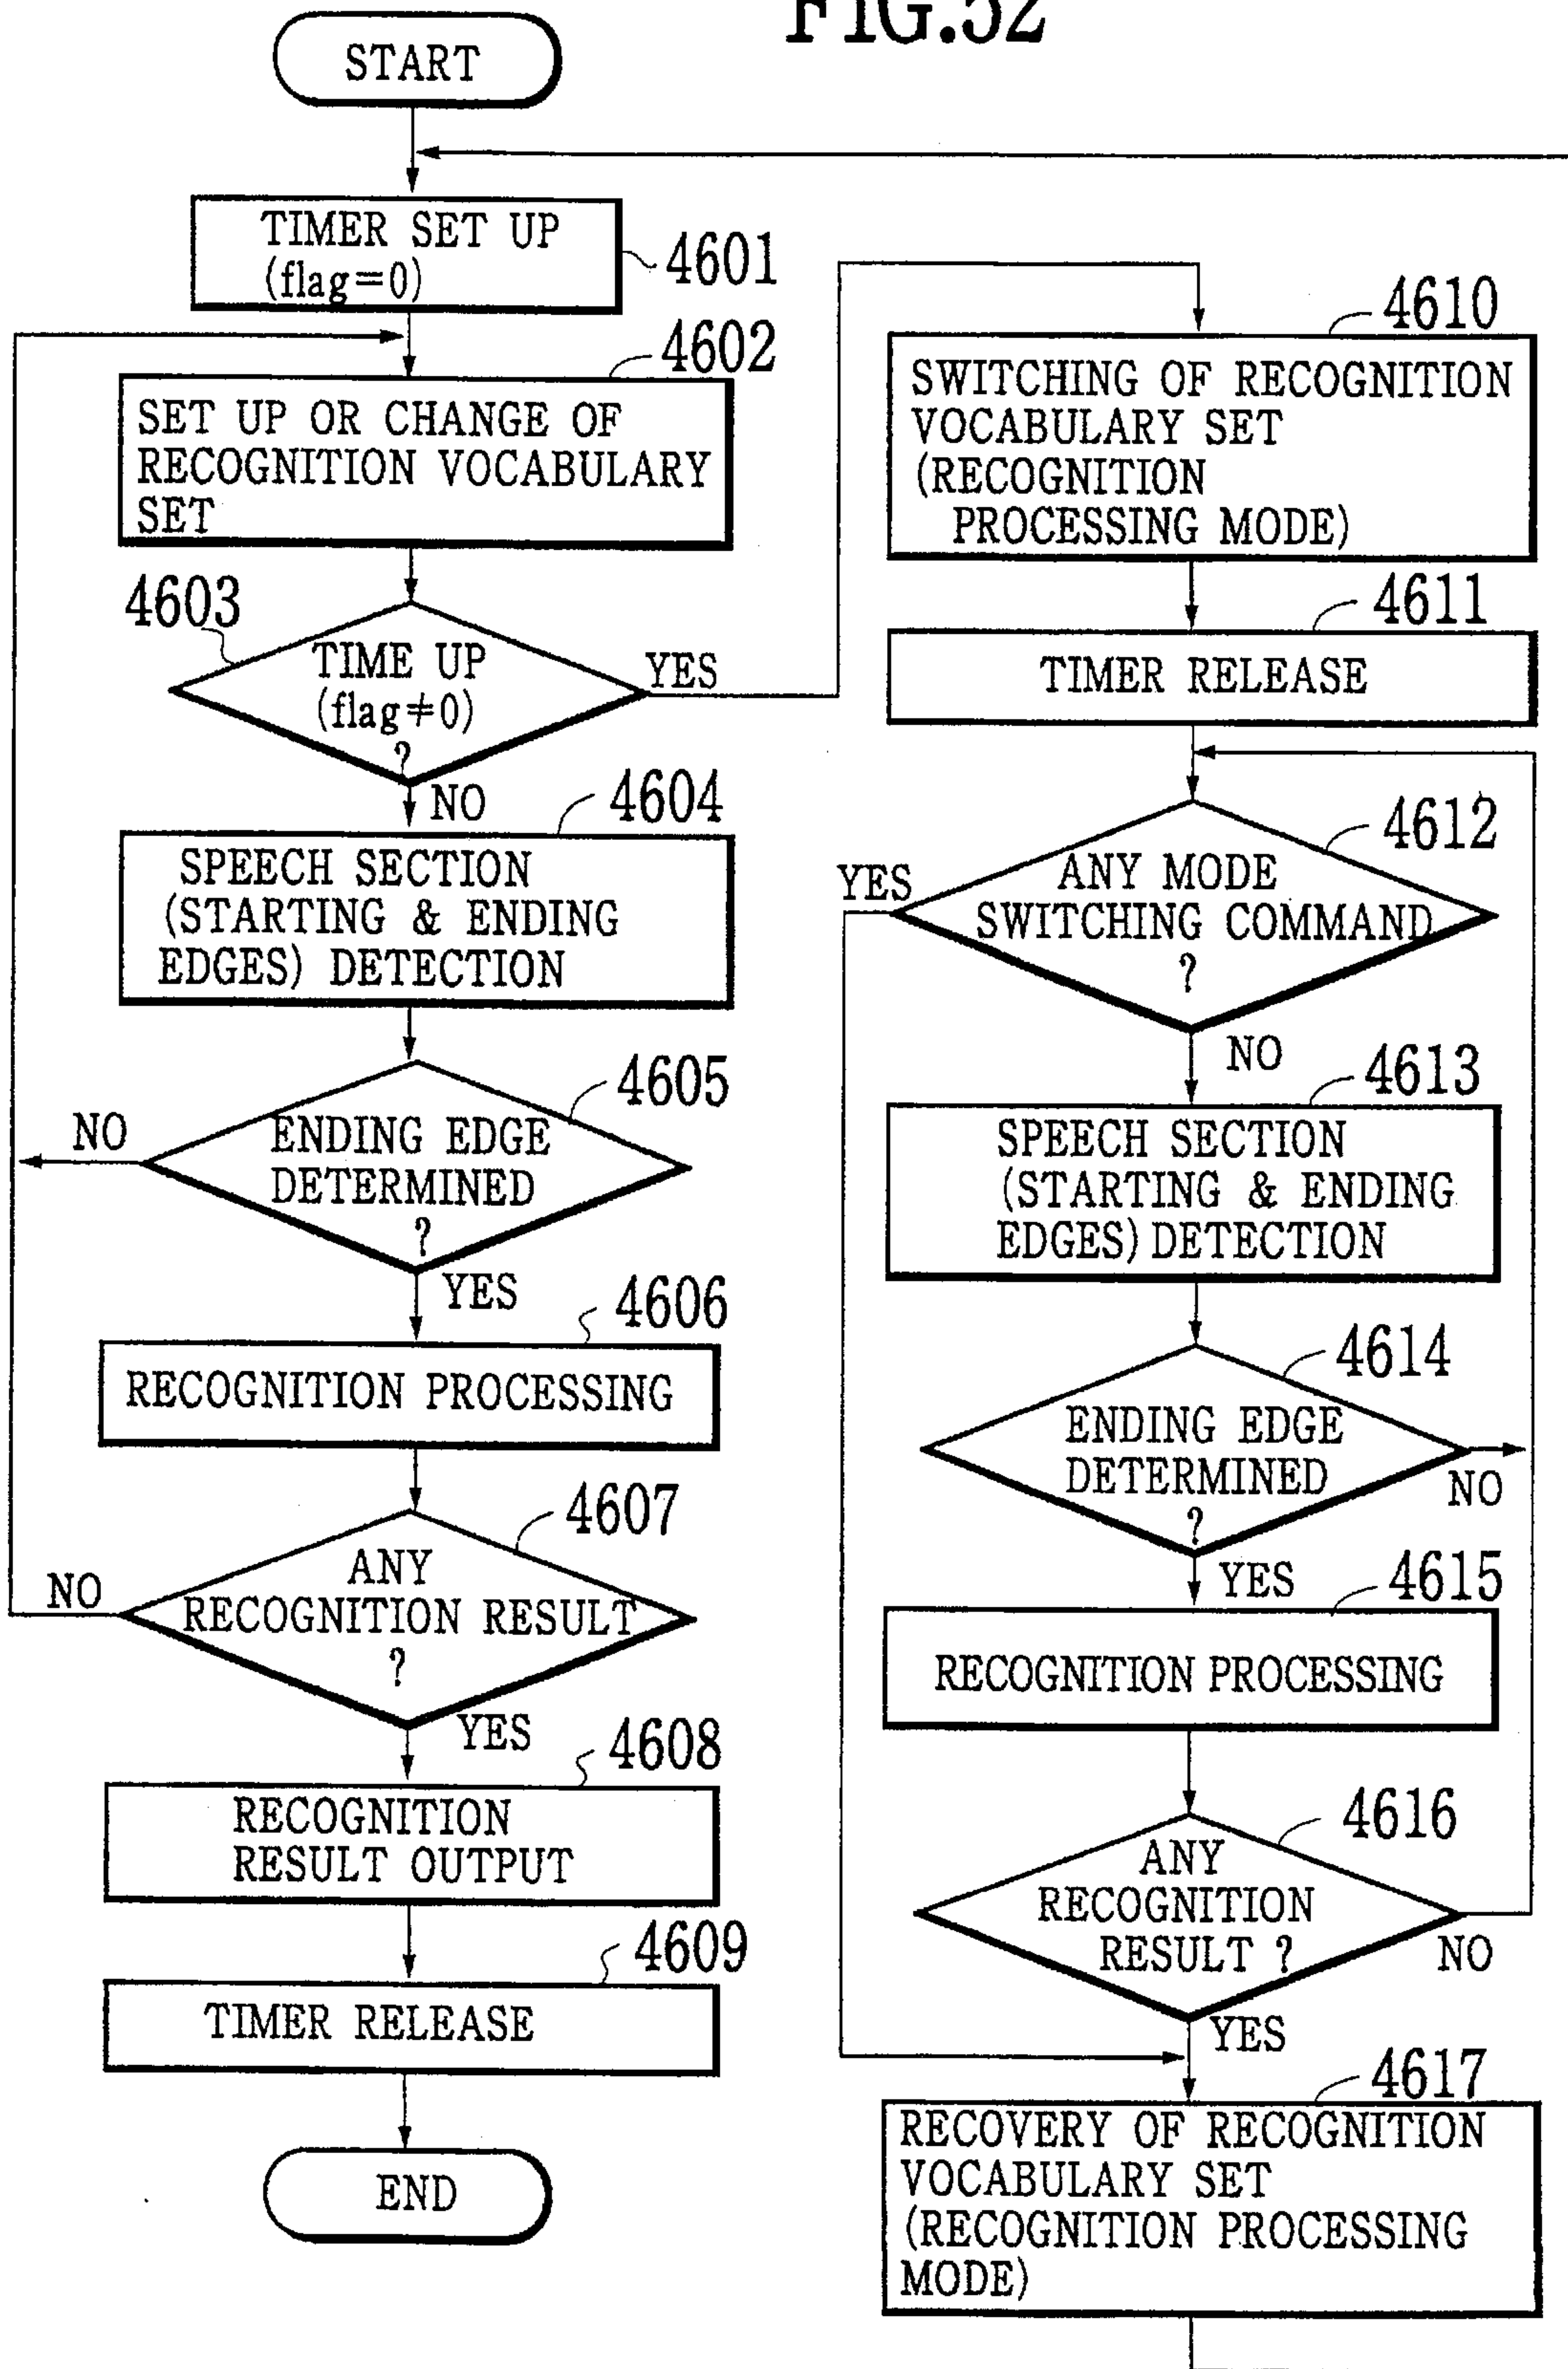 FIG.52
START
TIMER SET UP
(flag=0)
4601
4602
SET UP OR CHANGE OF
RECOGNITION VOCABULARY
SET
4603
TIME UP
(flag≠0)
?
YES
NO
4604
SPEECH SECTION
(STARTING & ENDING
EDGES) DETECTION
4605
ENDING EDGE
DETERMINED
?
NO
YES
4606
RECOGNITION PROCESSING
4607
ANY
RECOGNITION RESULT
?
NO
YES
4608
RECOGNITION
RESULT OUTPUT
4609
TIMER RELEASE
END
4610
SWITCHING OF RECOGNITION
VOCABULARY SET
(RECOGNITION
PROCESSING MODE)
4611
TIMER RELEASE
4612
YES
ANY MODE
SWITCHING COMMAND
?
NO
4613
SPEECH SECTION
(STARTING & ENDING
EDGES) DETECTION
4614
ENDING EDGE
DETERMINED
?
NO
YES
4615
RECOGNITION PROCESSING
4616
ANY
RECOGNITION
RESULT ?
NO
YES
4617
RECOVERY OF RECOGNITION
VOCABULARY SET
(RECOGNITION PROCESSING
MODE)